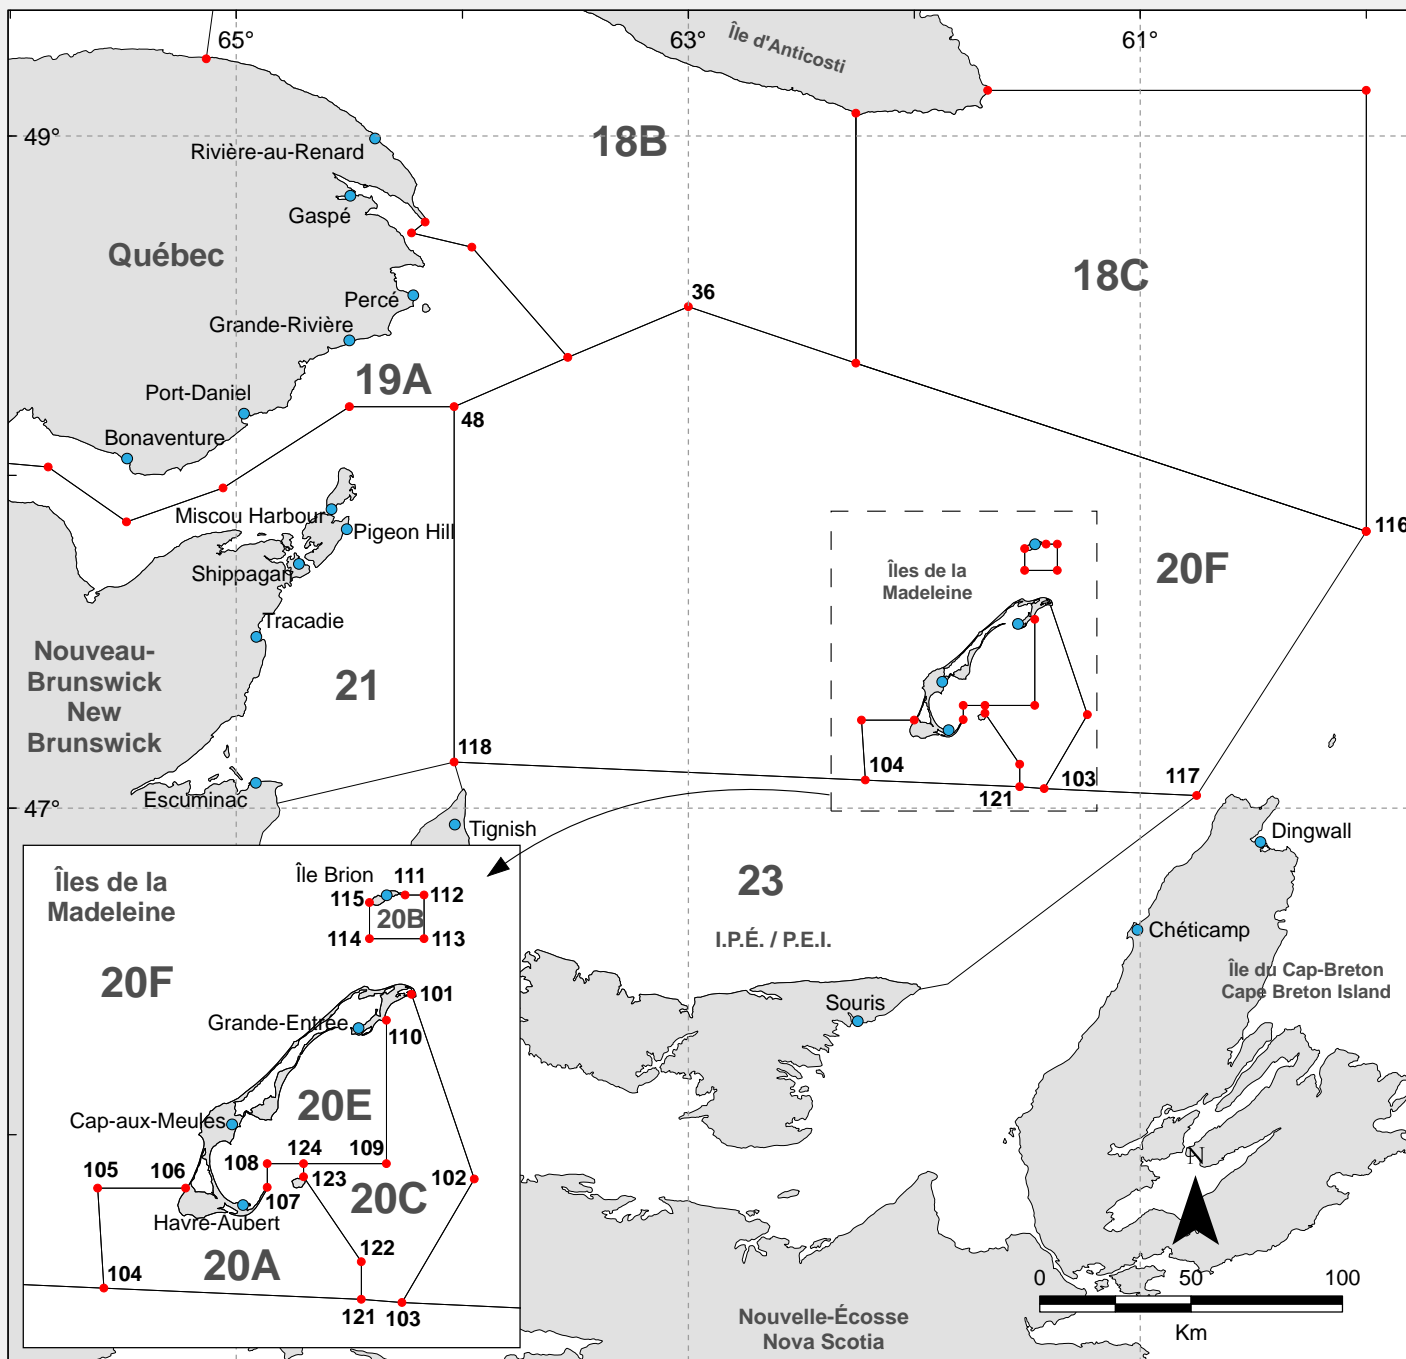 65°
63°
61°
Île d'Anticosti
49°
18B
Rivière-au-Renard
Gaspé
Québec
18C
Percé
36
Grande-Rivière
19A
Port-Daniel
48
Bonaventure
Miscou Harbour
Pigeon Hill
116
Shippagan
Îles de la
Madeleine
20F
Tracadie
Nouveau-
Brunswick
New
Brunswick
21
118
104
103
117
121
Escuminac
47°
Tignish
Dingwall
23
I.P.É. / P.E.I.
Chéticamp
Île du Cap-Breton
Cape Breton Island
Souris
Îles de la
Madeleine
Île Brion
111
115
112
20B
114
113
20F
101
Grande-Entrée
110
20E
Cap-aux-Meules
124
109
108
123
105
106
107
102
20C
Havre-Aubert
122
20A
104
121
103
N
0
50
100
Km
Nouvelle-Écosse
Nova Scotia